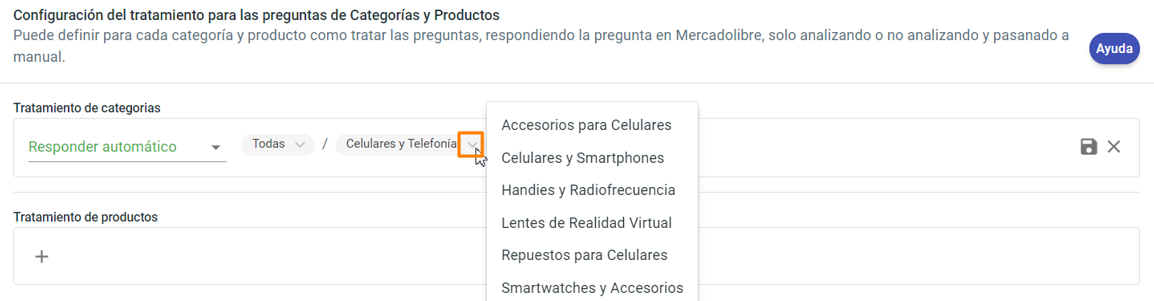 Configuración del tratamiento para las preguntas de Categorías y Productos
Puede definir para cada categoría y producto como tratar las preguntas, respondiendo la pregunta en Mercadolibre, solo analizando o no analizando y pasanado a
manual.
Ayuda
Tratamiento de categorias
Responder automático
Todas / Celulares y Telefonía
Accesorios para Celulares
Celulares y Smartphones
Handies y Radiofrecuencia
Lentes de Realidad Virtual
Repuestos para Celulares
Smartwatches y Accesorios
Tratamiento de productos